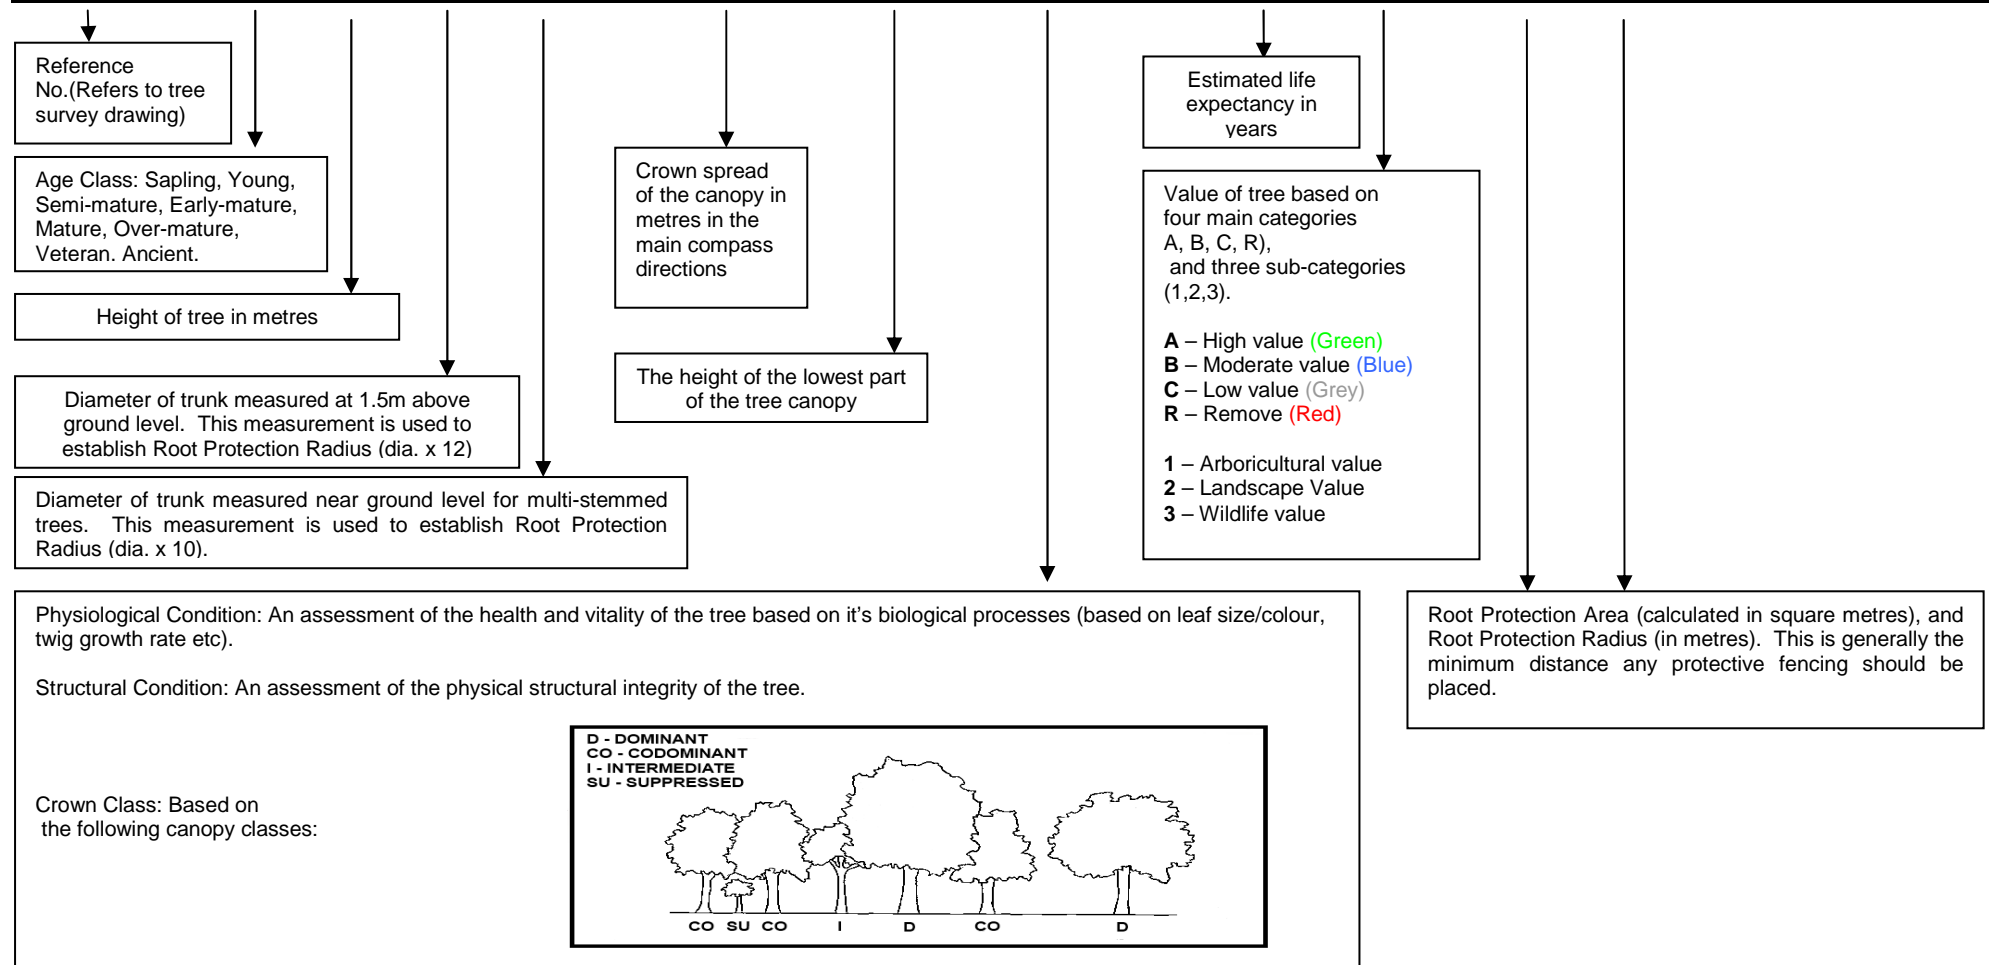 Reference
No.(Refers to tree
survey drawing)
Age Class: Sapling, Young,
Semi-mature, Early-mature,
Mature, Over-mature,
Veteran. Ancient.
Height of tree in metres
Diameter of trunk measured at 1.5m above
ground level. This measurement is used to
establish Root Protection Radius (dia. x 12)
Diameter of trunk measured near ground level for multi-stemmed
trees. This measurement is used to establish Root Protection
Radius (dia. x 10).
Crown spread
of the canopy in
metres in the
main compass
directions
The height of the lowest part
of the tree canopy
Estimated life
expectancy in
years
Value of tree based on
four main categories
A, B, C, R),
and three sub-categories
(1,2,3).
A – High value (Green)
B – Moderate value (Blue)
C – Low value (Grey)
R – Remove (Red)
1 – Arboricultural value
2 – Landscape Value
3 – Wildlife value
Physiological Condition: An assessment of the health and vitality of the tree based on it's biological processes (based on leaf size/colour,
twig growth rate etc).
Structural Condition: An assessment of the physical structural integrity of the tree.
Crown Class: Based on
the following canopy classes:
D - DOMINANT
CO - CODOMINANT
I - INTERMEDIATE
SU - SUPPRESSED
CO SU CO I D CO D
Root Protection Area (calculated in square metres), and
Root Protection Radius (in metres). This is generally the
minimum distance any protective fencing should be
placed.